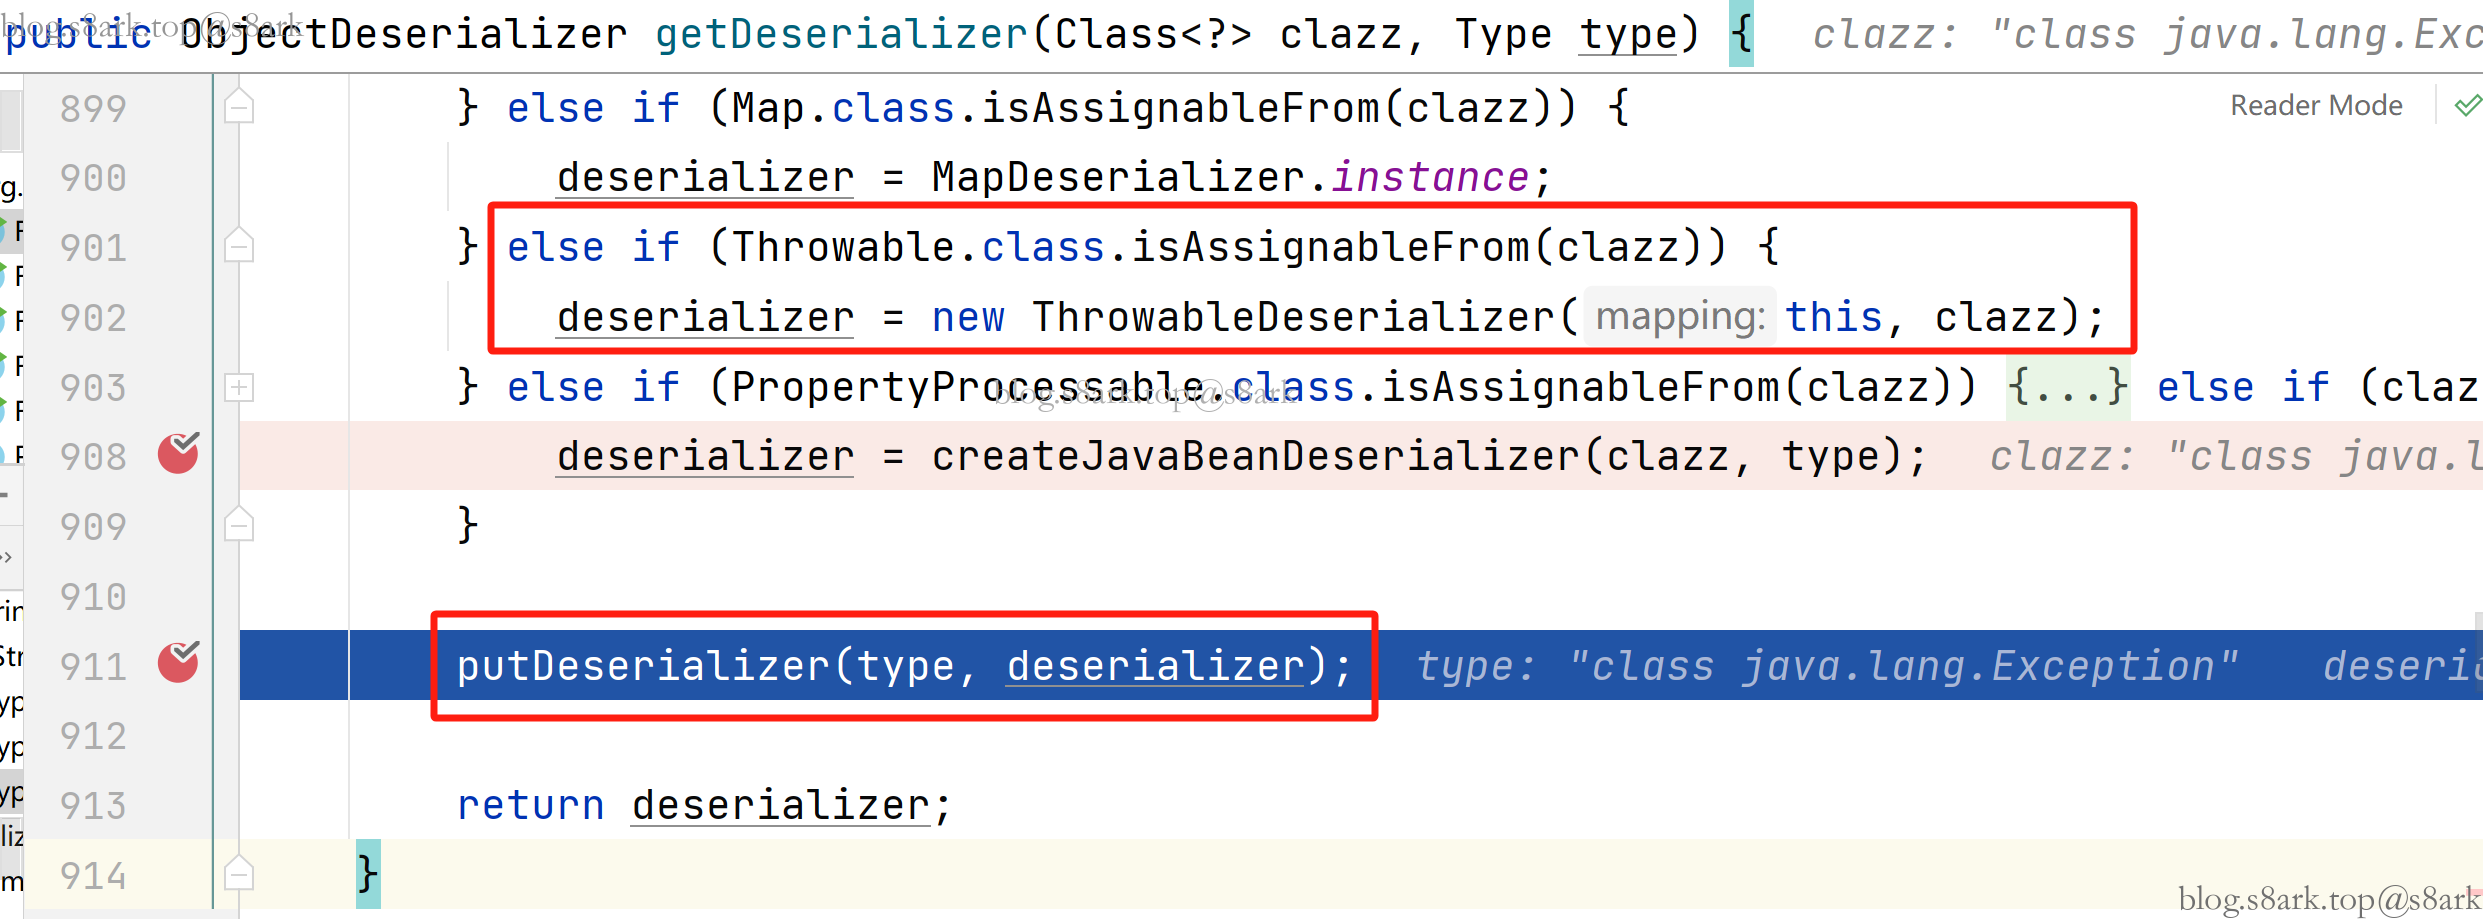 blog.s8ark.top@s8ark
public ObjectDeserializer getDeserializer(Class<?> clazz, Type type) { clazz: "class java.lang.Exc
899 } else if (Map.class.isAssignableFrom(clazz)) {
Reader Mode
900 deserializer = MapDeserializer.instance;
901 } else if (Throwable.class.isAssignableFrom(clazz)) {
902 deserializer = new ThrowableDeserializer( mapping: this, clazz);
903 } else if (PropertyProcessable.class.isAssignableFrom(clazz)) {...} else if (claz
blog.s8ark.top@s8ark
908 deserializer = createJavaBeanDeserializer(clazz, type); clazz: "class java.l
909 }
910
911 putDeserializer(type, deserializer); type: "class java.lang.Exception" deseria
912
913 return deserializer;
914 }
blog.s8ark.top@s8ark